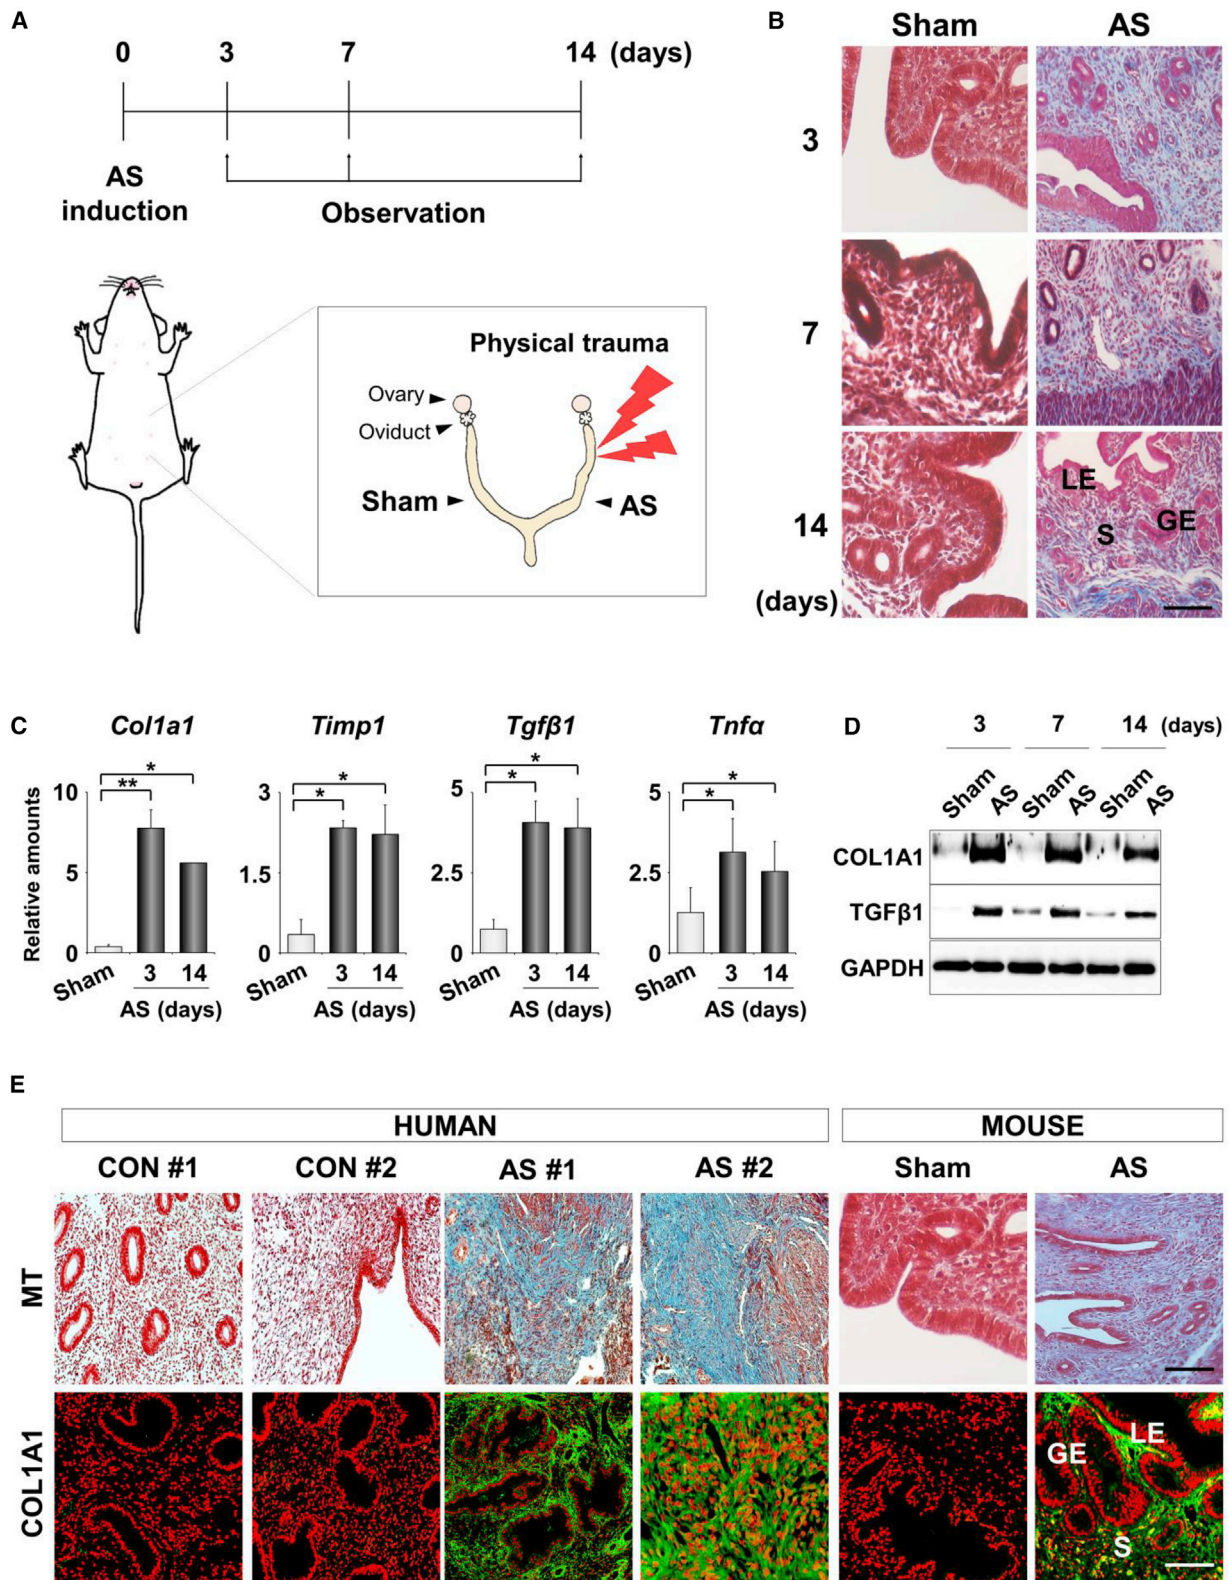 A
0 3 7 14 (days)
AS
induction
Observation
Physical trauma
Ovary
Oviduct
Sham
AS
B
Sham AS
3
7
14
(days)
LE
GE
S
C
Col1a1 Timp1 Tgfβ1 Tnfα
Relative amounts
10
5
0
**
*
Sham 3 14
AS (days)
3
1.5
0
*
*
Sham 3 14
AS (days)
5
2.5
0
*
*
Sham 3 14
AS (days)
5
2.5
0
*
*
Sham 3 14
AS (days)
D
3 7 14 (days)
Sham AS Sham AS Sham AS
COL1A1
TGFβ1
GAPDH
E
HUMAN MOUSE
CON #1 CON #2 AS #1 AS #2 Sham AS
MT
COL1A1
GE
LE
S